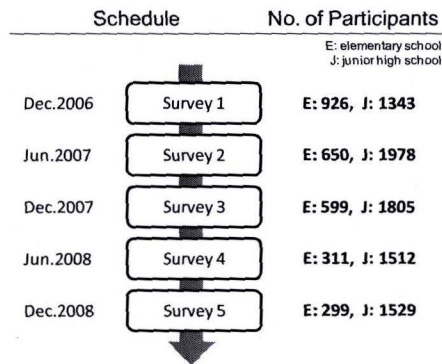 Schedule No. of Participants
E: elementary school
J: junior high school
Dec.2006 Survey 1 E: 926, J: 1343
Jun.2007 Survey 2 E: 650, J: 1978
Dec.2007 Survey 3 E: 599, J: 1805
Jun.2008 Survey 4 E: 311, J: 1512
Dec.2008 Survey 5 E: 299, J: 1529